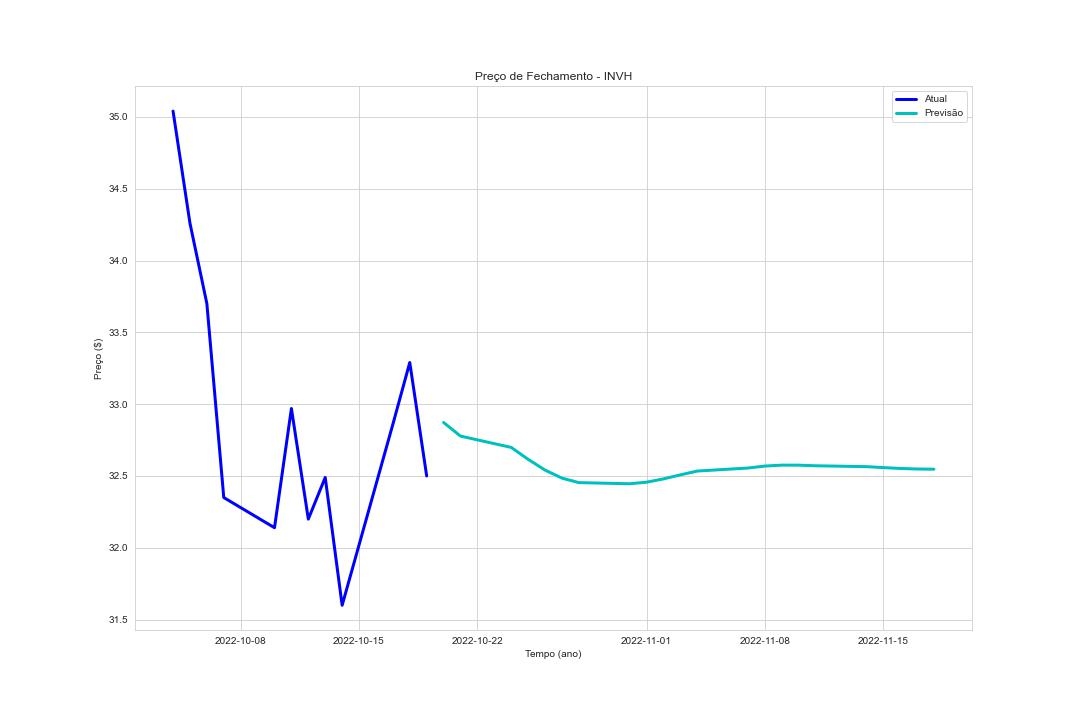 Preço de Fechamento - INVH
Atual
Previsão
35.0
34.5
34.0
33.5
33.0
32.5
32.0
31.5
Preço ($)
2022-10-08
2022-10-15
2022-10-22
2022-11-01
2022-11-08
2022-11-15
Tempo (ano)